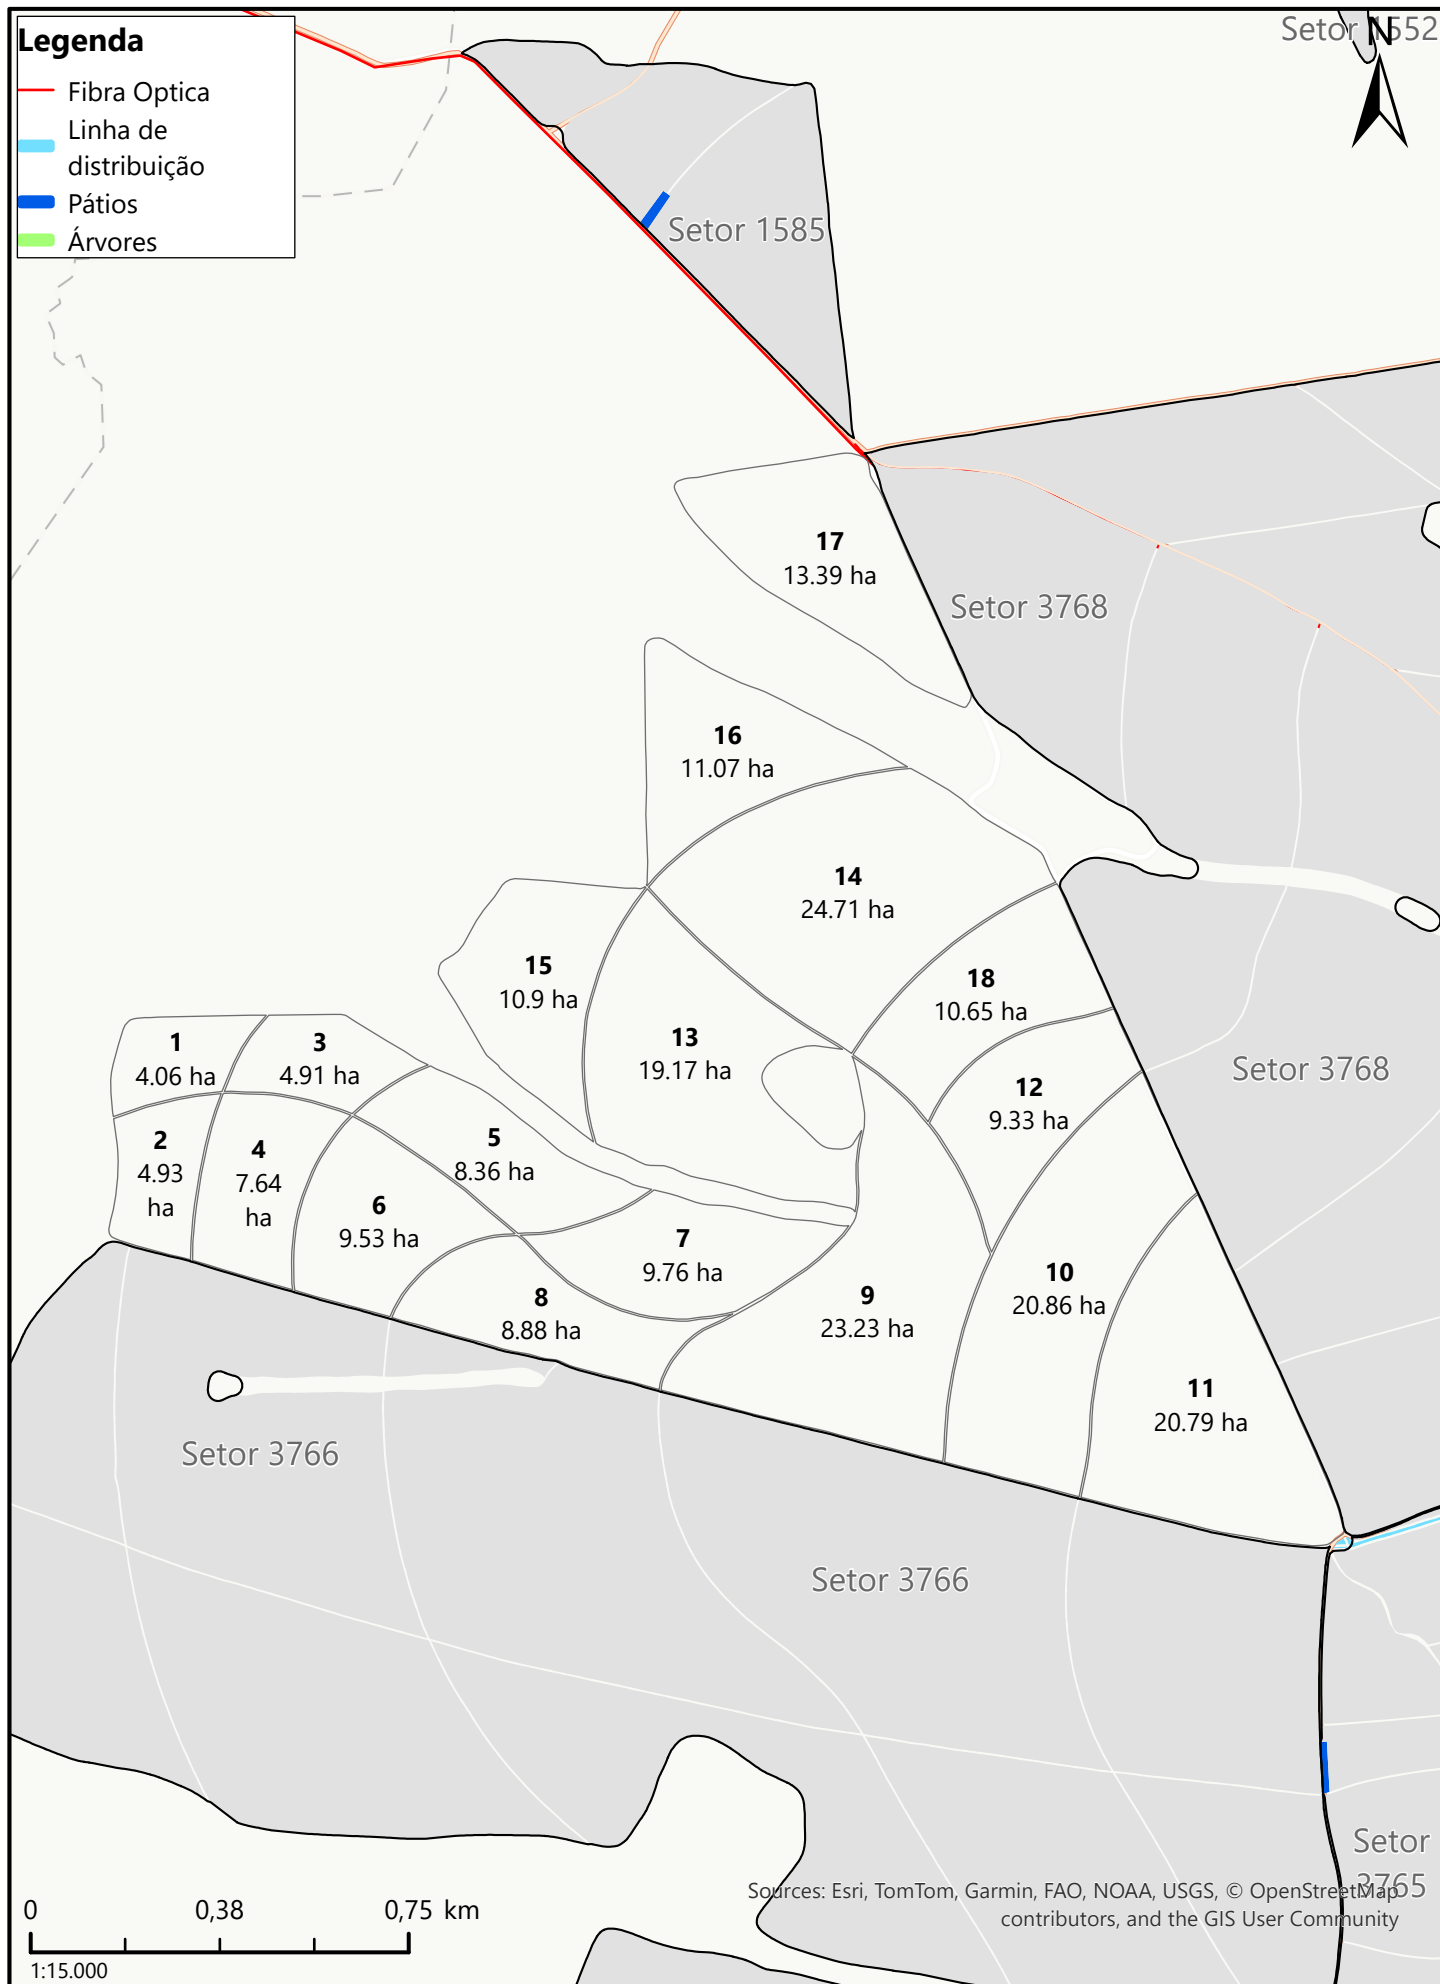 Legenda
Fibra Optica
Linha de
distribuição
Pátios
Árvores
Setor 1552
N
Setor 1585
17
13.39 ha
Setor 3768
16
11.07 ha
14
24.71 ha
15
10.9 ha
18
10.65 ha
13
19.17 ha
1
4.06 ha
3
4.91 ha
Setor 3768
12
9.33 ha
2
4.93
ha
4
7.64
ha
5
8.36 ha
6
9.53 ha
7
9.76 ha
10
20.86 ha
8
8.88 ha
9
23.23 ha
11
20.79 ha
Setor 3766
Setor 3766
Setor
3765
Sources: Esri, TomTom, Garmin, FAO, NOAA, USGS, © OpenStreetMap
contributors, and the GIS User Community
0 0,38 0,75 km
1:15.000